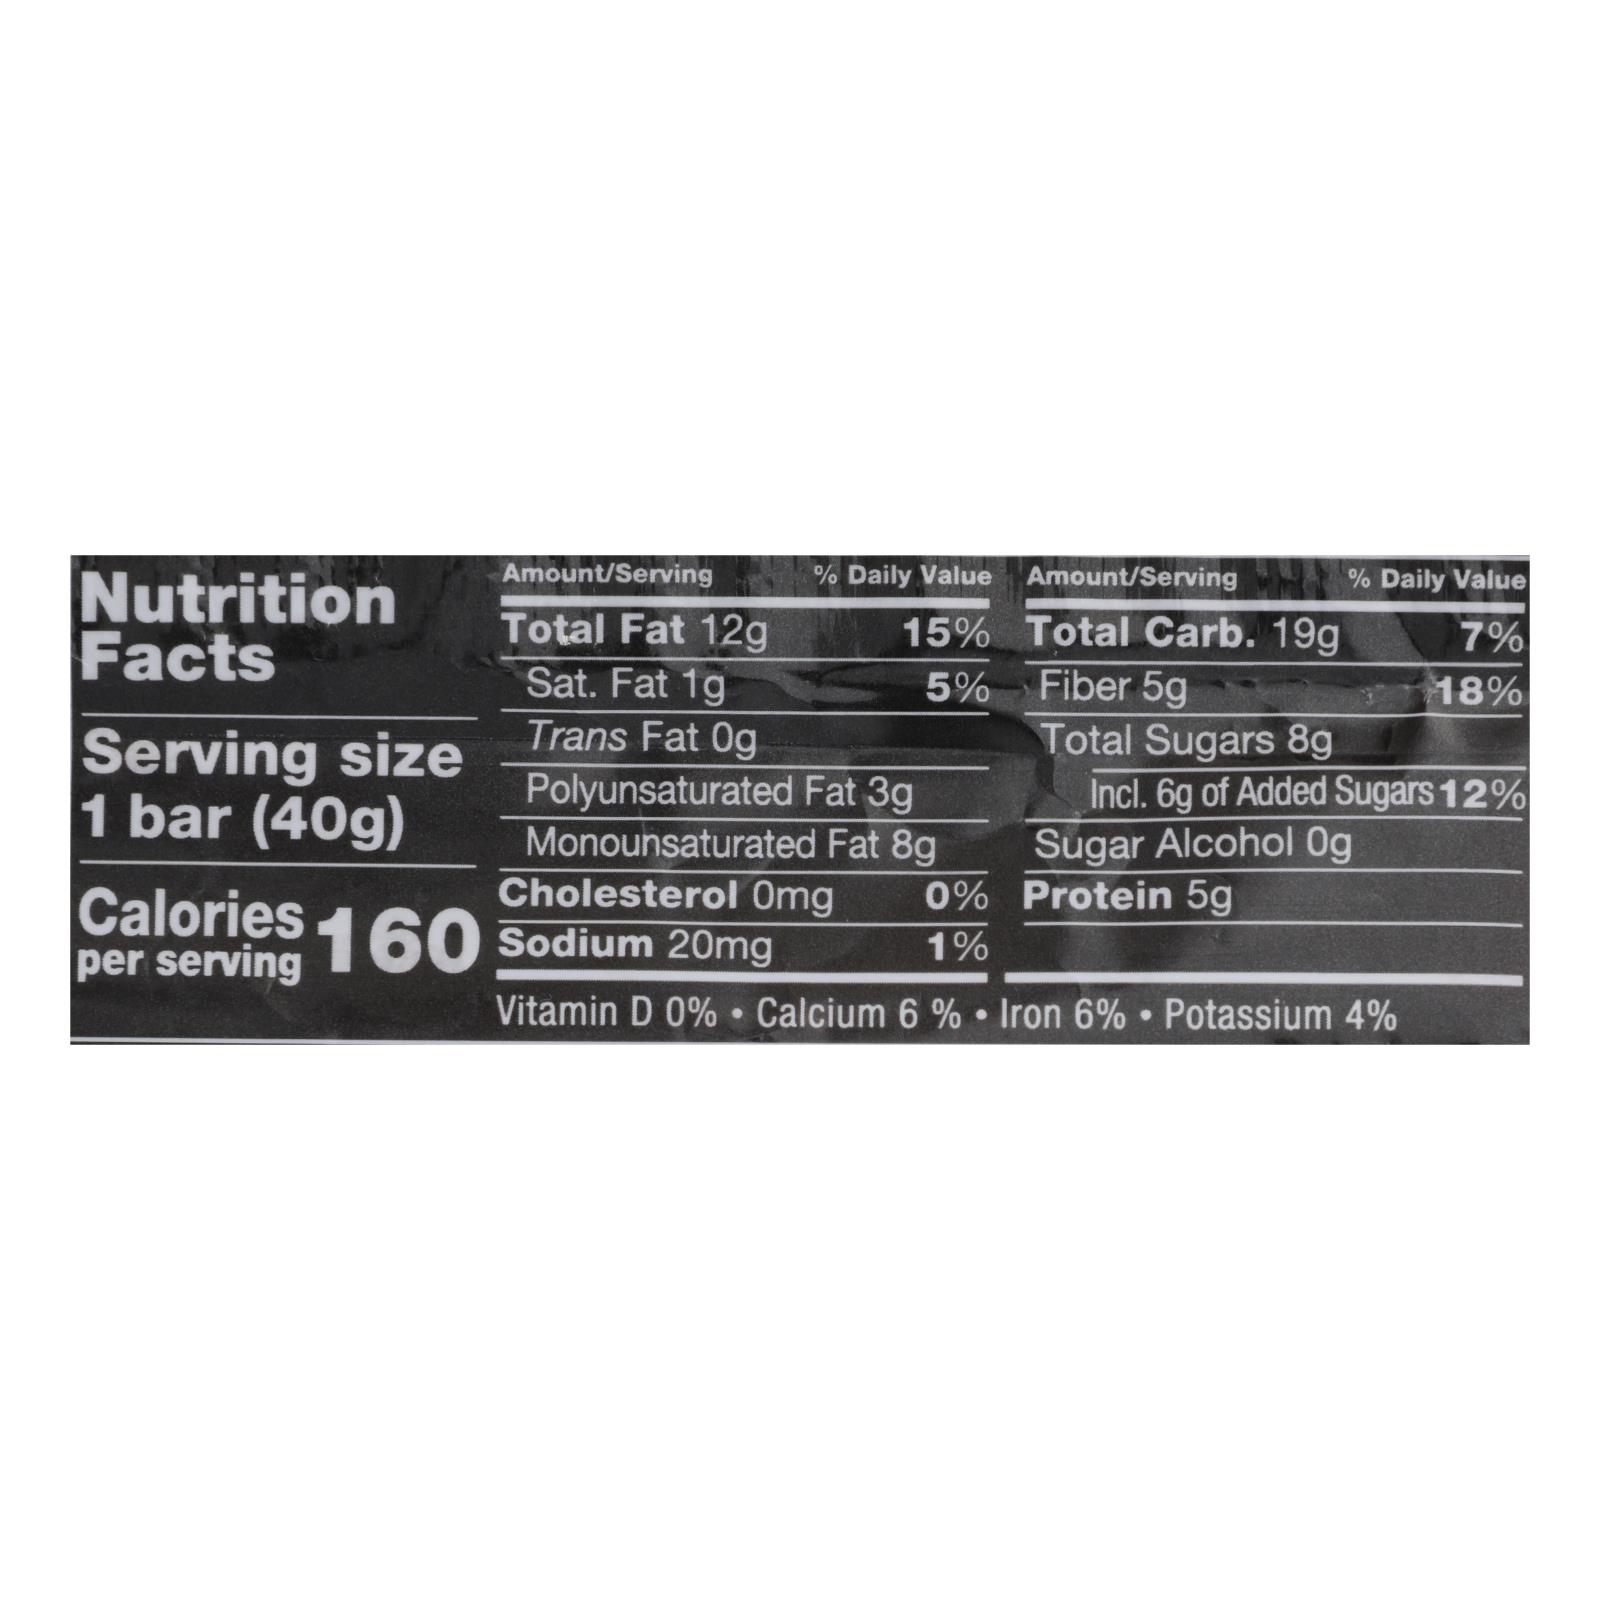 Nutrition
Facts
Serving size
1 bar (40g)
Calories
per serving
160
Amount/Serving % Daily Value
Total Fat 12g 15%
Sat. Fat 1g 5%
Trans Fat 0g
Polyunsaturated Fat 3g
Monounsaturated Fat 8g
Cholesterol 0mg 0%
Sodium 20mg 1%
Amount/Serving % Daily Value
Total Carb. 19g 7%
Fiber 5g 18%
Total Sugars 8g
Incl. 6g of Added Sugars 12%
Sugar Alcohol 0g
Protein 5g
Vitamin D 0% • Calcium 6 % • Iron 6% • Potassium 4%